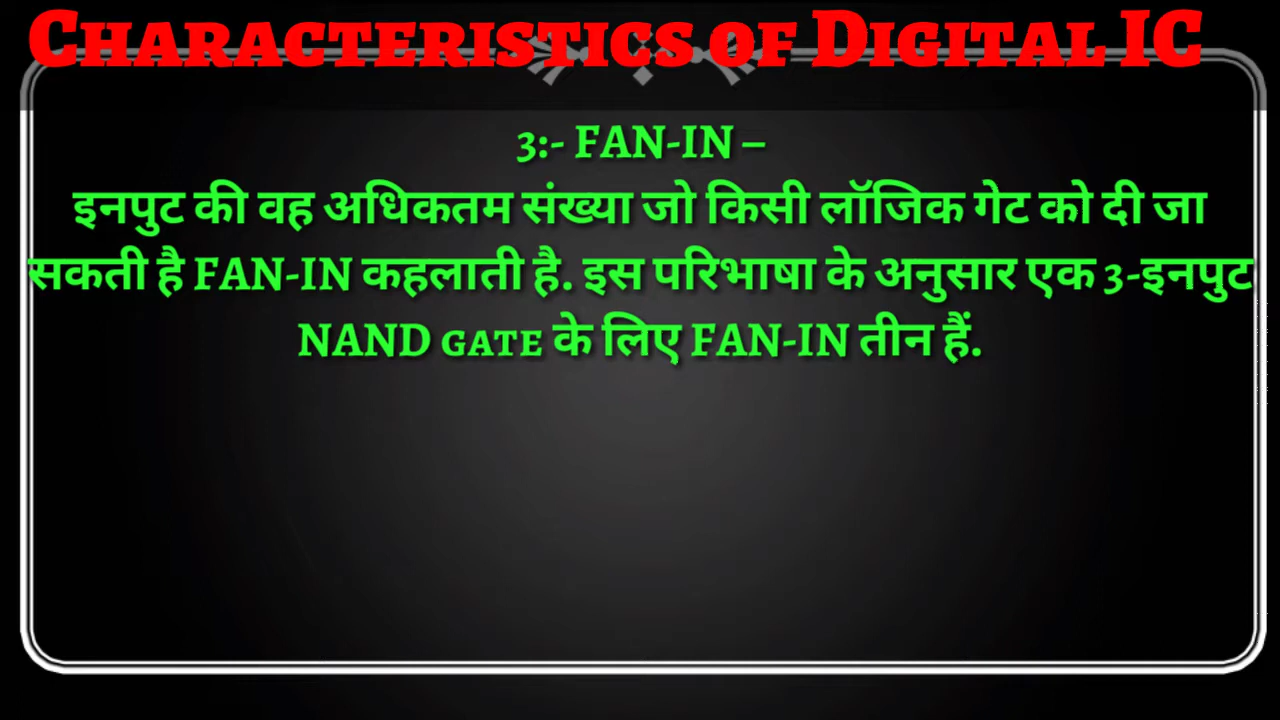 Characteristics of Digital IC
3:- FAN-IN –
इनपुट की वह अधिकतम संख्या जो किसी लॉजिक गेट को दी जा
सकती है FAN-IN कहलाती है. इस परिभाषा के अनुसार एक 3-इनपुट
NAND GATE के लिए FAN-IN तीन हैं.